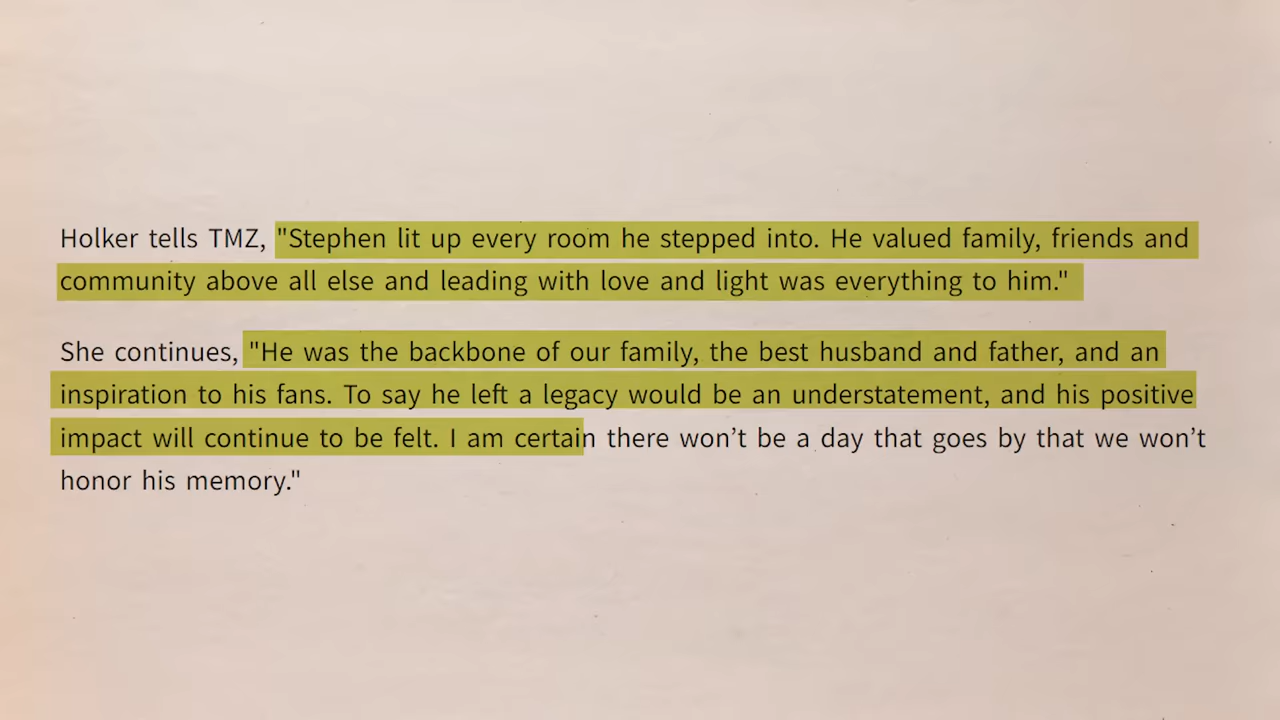 Holker tells TMZ, "Stephen lit up every room he stepped into. He valued family, friends and
community above all else and leading with love and light was everything to him."
She continues, "He was the backbone of our family, the best husband and father, and an
inspiration to his fans. To say he left a legacy would be an understatement, and his positive
impact will continue to be felt. I am certain there won’t be a day that goes by that we won’t
honor his memory."